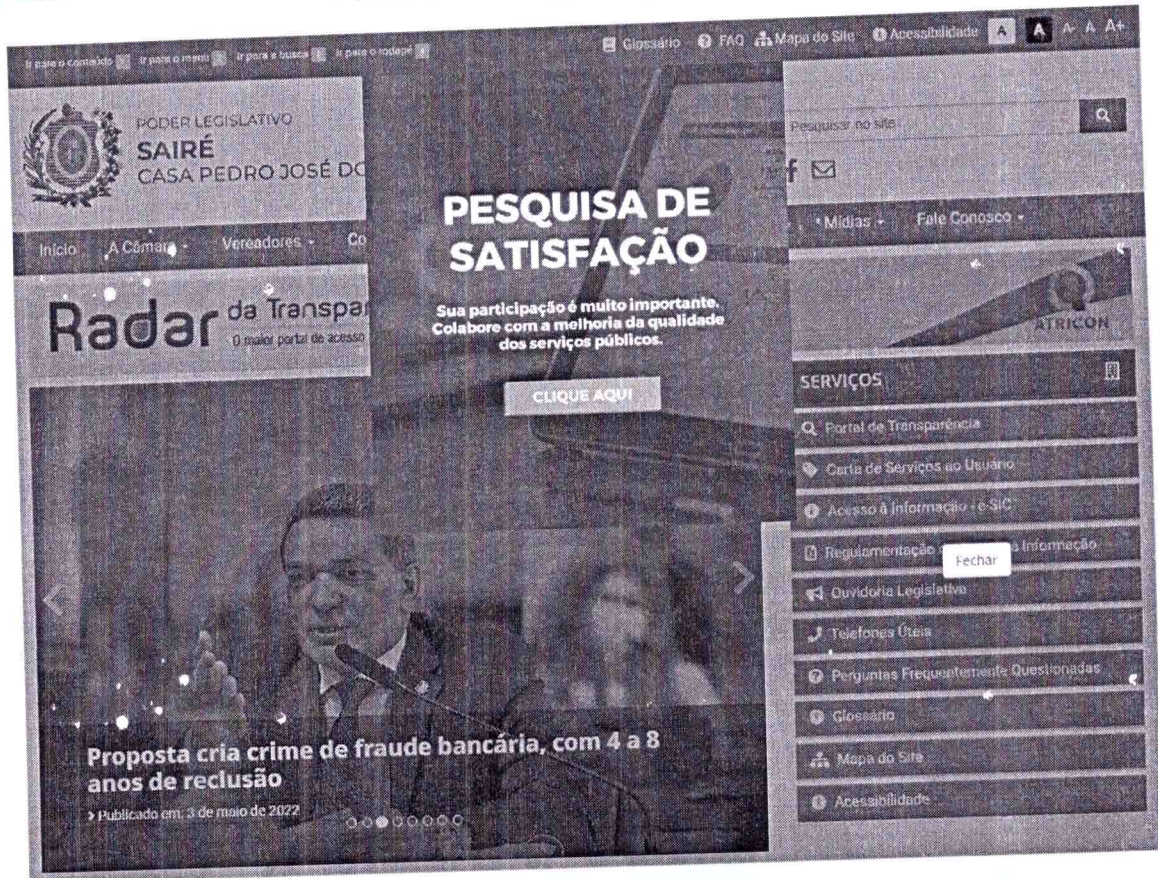 Ir para o conteúdo 1 Ir para o menu 2 Ir para a busca 3 Ir para o rodapé 4
Glossário FAQ Mapa do Site Acessibilidade A A A- A A+
PODER LEGISLATIVO
SAIRÉ
CASA PEDRO JOSÉ DO
Pesquisar no site
Início A Câmara Vereadores Co
Mídias Fale Conosco
Radar da Transpar
O maior portal de acesso
ATRICON
PESQUISA DE
SATISFAÇÃO
Sua participação é muito importante.
Colabore com a melhoria da qualidade
dos serviços públicos.
CLIQUE AQUI
SERVIÇOS
Portal de Transparência
Carta de Serviços ao Usuário
Acesso à Informação - e-SIC
Regulamentação Informação
Fechar
Ouvidoria Legislativa
Telefones Úteis
Perguntas Frequentemente Questionadas
Glossário
Mapa do Site
Acessibilidade
Proposta cria crime de fraude bancária, com 4 a 8
anos de reclusão
Publicado em: 3 de maio de 2022